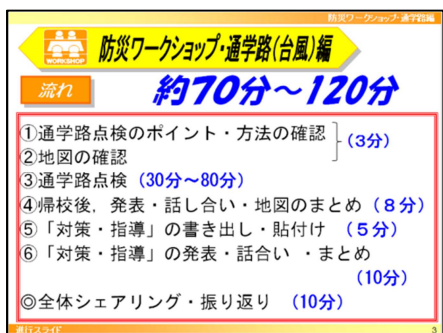 防災ワークショップ・通学路編
WORKSHOP
防災ワークショップ・通学路(台風)編
流れ
約70分～120分
①通学路点検のポイント・方法の確認
②地図の確認
(3分)
③通学路点検(30分～80分)
④帰校後，発表・話し合い・地図のまとめ(8分)
⑤「対策・指導」の書き出し・貼付け(5分)
⑥「対策・指導」の発表・話合い ・まとめ
(10分)
◎全体シェアリング・振り返り (10分)
進行スライド
3